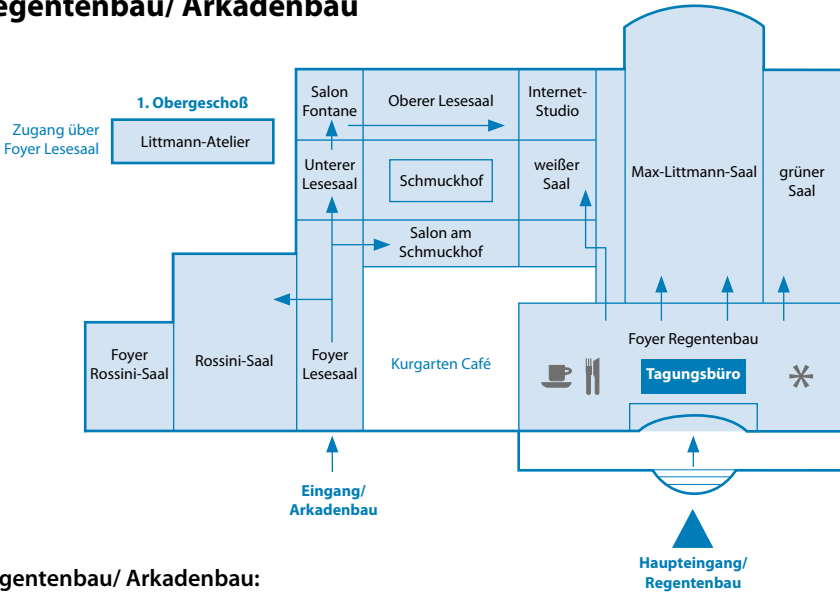 egentenbau/ Arkadenbau
1. Obergeschoß
Zugang über
Foyer Lesesaal
Littmann-Atelier
Salon
Fontane
Oberer Lesesaal
Internet-
Studio
Unterer
Lesesaal
Schmuckhof
weißer
Saal
Max-Littmann-Saal
grüner
Saal
Salon am
Schmuckhof
Foyer
Rossini-Saal
Rossini-Saal
Foyer
Lesesaal
Kurgarten Café
Foyer Regentenbau
Tagungsbüro
Eingang/
Arkadenbau
Haupteingang/
Regentenbau
gentenbau/ Arkadenbau: